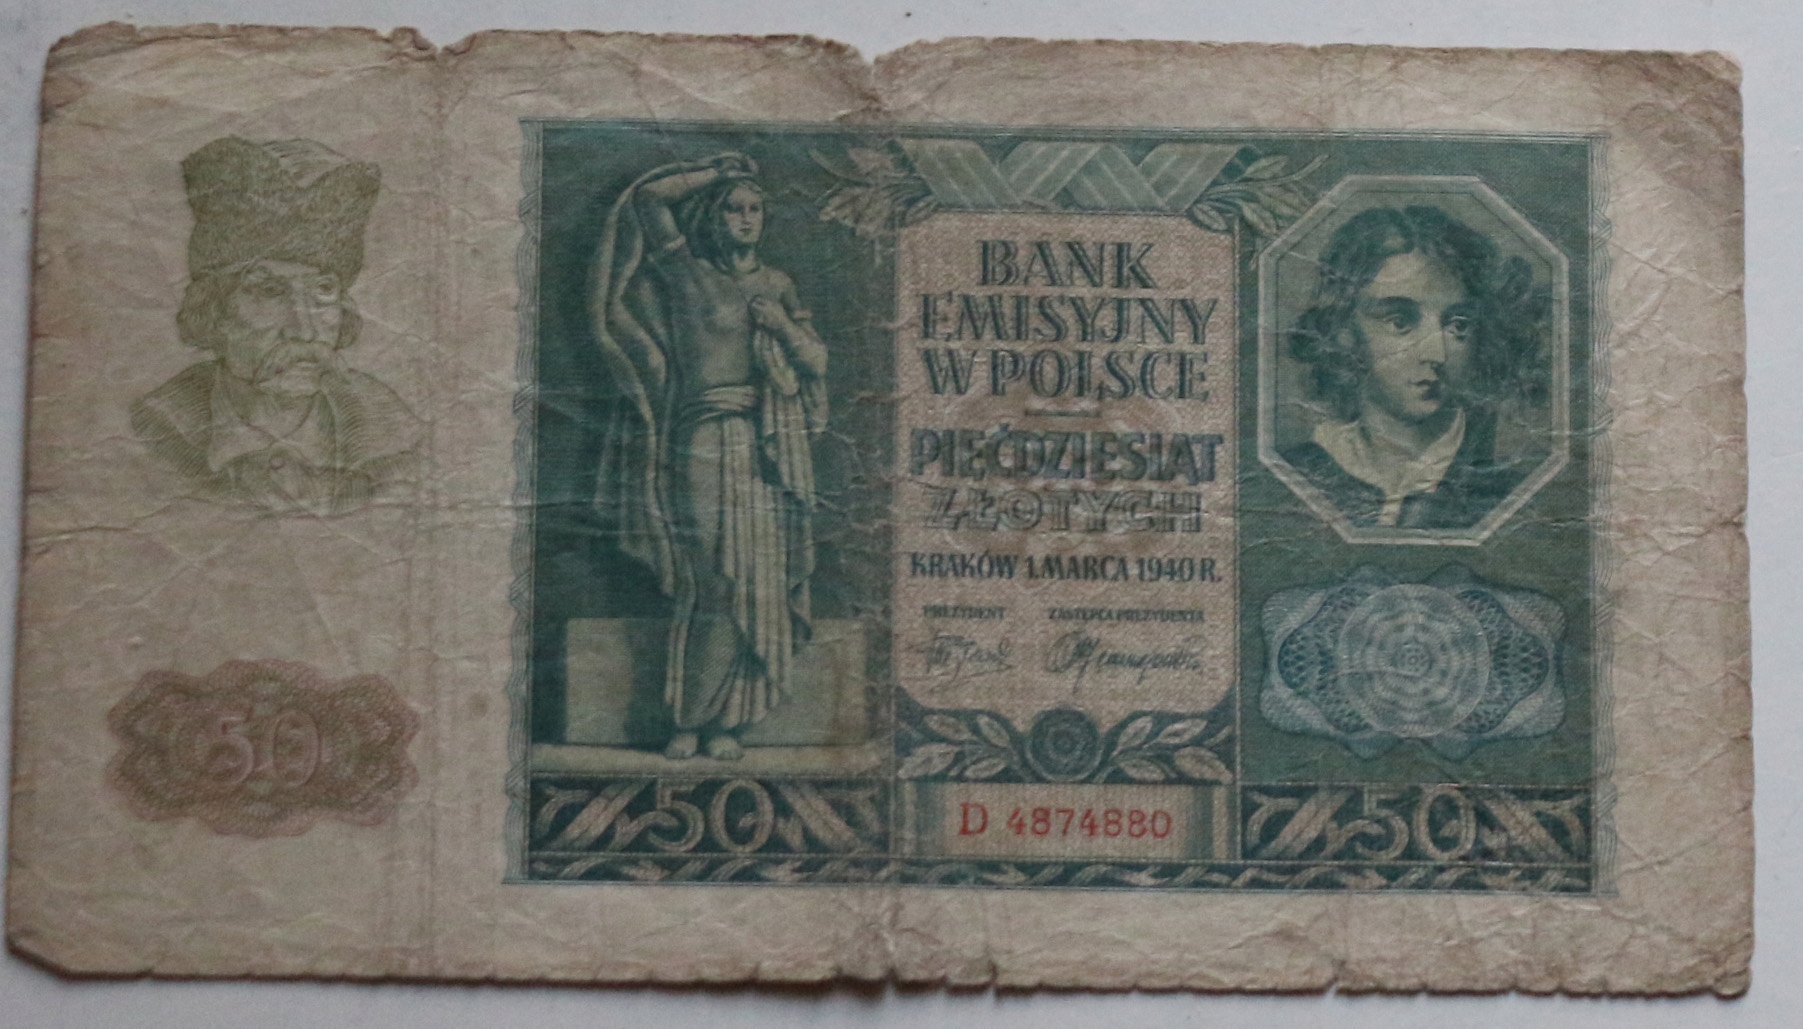 BANK
EMISYJNY
W POLSCE
PIĘĆDZIESIĄT
ZŁOTYCH
KRAKÓW 1. MARCA 1940 R.
PREZYDENT ZASTĘPCA PREZYDENTA
50
50
D 4874880
50